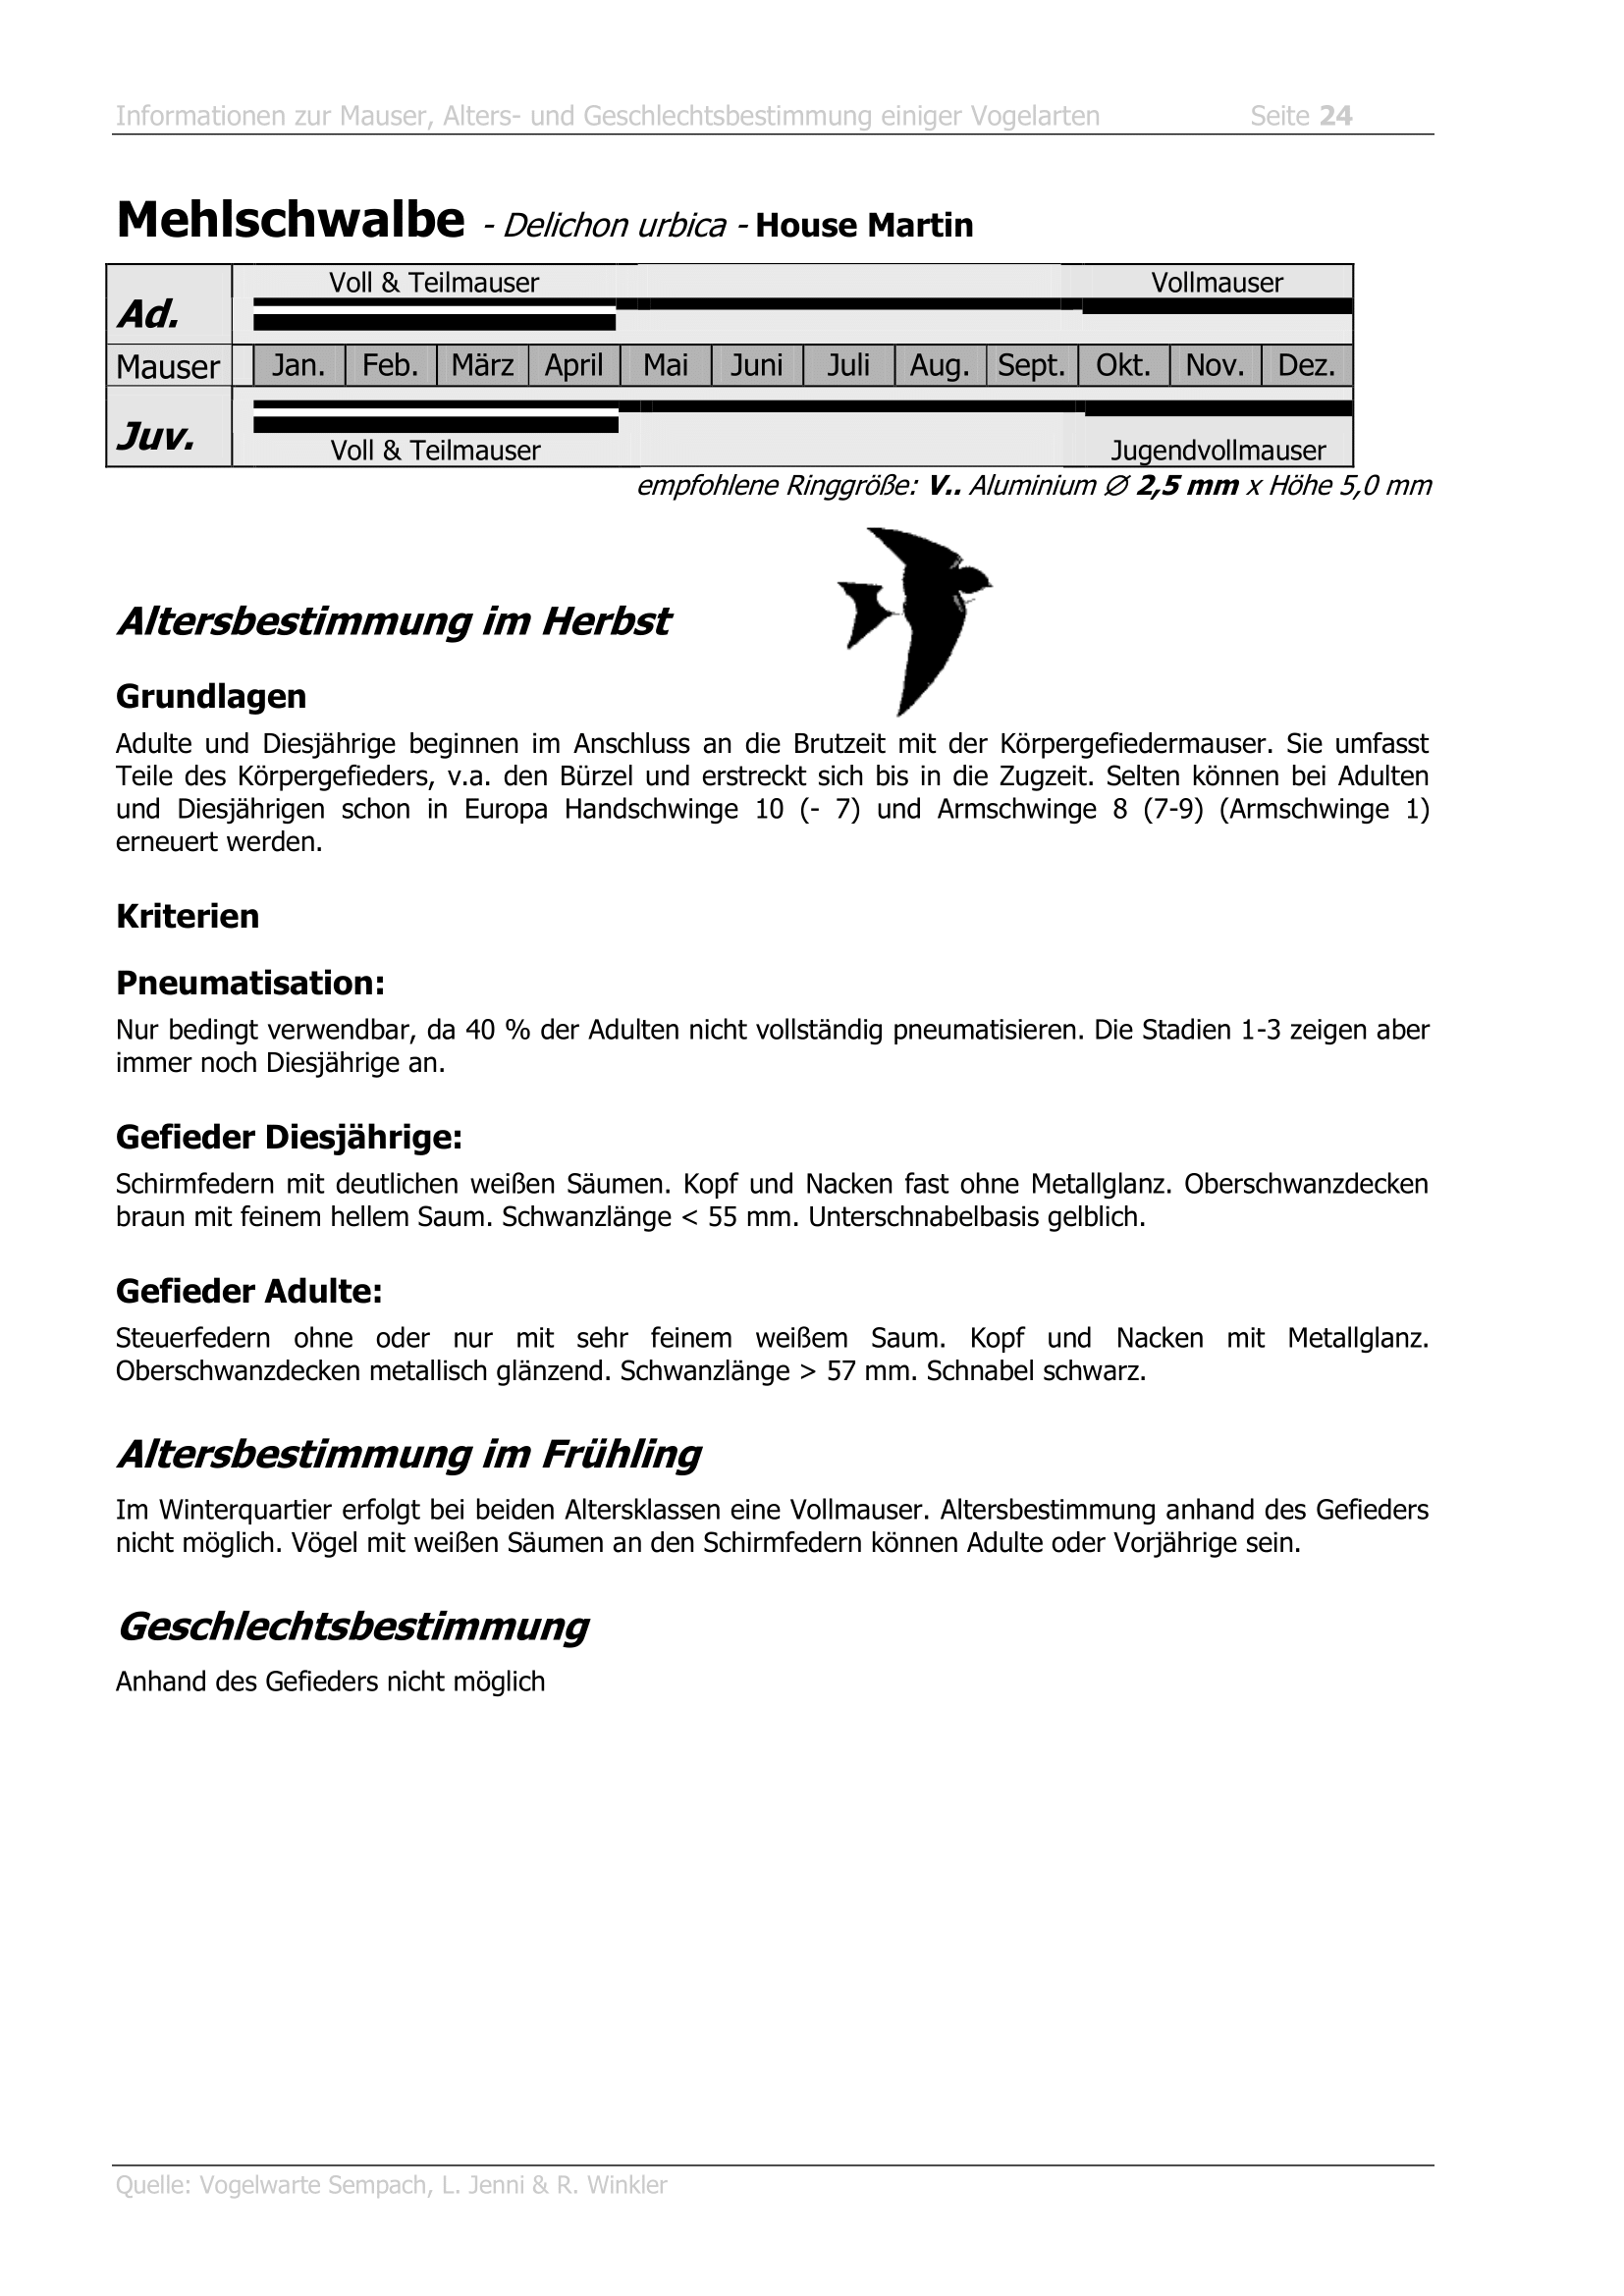 Informationen zur Mauser, Alters- und Geschlechtsbestimmung einiger Vogelarten Seite 24
Mehlschwalbe - Delichon urbica - House Martin
Voll & Teilmauser Vollmauser
Ad.
Mauser Jan. Feb. März April Mai Juni Juli Aug. Sept. Okt. Nov. Dez.
Juv.
Voll & Teilmauser Jugendvollmauser
empfohlene Ringgröße: V.. Aluminium ∅ 2,5 mm x Höhe 5,0 mm
Altersbestimmung im Herbst
Grundlagen
Adulte und Diesjährige beginnen im Anschluss an die Brutzeit mit der Körpergefiedermauser. Sie umfasst
Teile des Körpergefieders, v.a. den Bürzel und erstreckt sich bis in die Zugzeit. Selten können bei Adulten
und Diesjährigen schon in Europa Handschwinge 10 (- 7) und Armschwinge 8 (7-9) (Armschwinge 1)
erneuert werden.
Kriterien
Pneumatisation:
Nur bedingt verwendbar, da 40 % der Adulten nicht vollständig pneumatisieren. Die Stadien 1-3 zeigen aber
immer noch Diesjährige an.
Gefieder Diesjährige:
Schirmfedern mit deutlichen weißen Säumen. Kopf und Nacken fast ohne Metallglanz. Oberschwanzdecken
braun mit feinem hellem Saum. Schwanzlänge < 55 mm. Unterschnabelbasis gelblich.
Gefieder Adulte:
Steuerfedern ohne oder nur mit sehr feinem weißem Saum. Kopf und Nacken mit Metallglanz.
Oberschwanzdecken metallisch glänzend. Schwanzlänge > 57 mm. Schnabel schwarz.
Altersbestimmung im Frühling
Im Winterquartier erfolgt bei beiden Altersklassen eine Vollmauser. Altersbestimmung anhand des Gefieders
nicht möglich. Vögel mit weißen Säumen an den Schirmfedern können Adulte oder Vorjährige sein.
Geschlechtsbestimmung
Anhand des Gefieders nicht möglich
Quelle: Vogelwarte Sempach, L. Jenni & R. Winkler